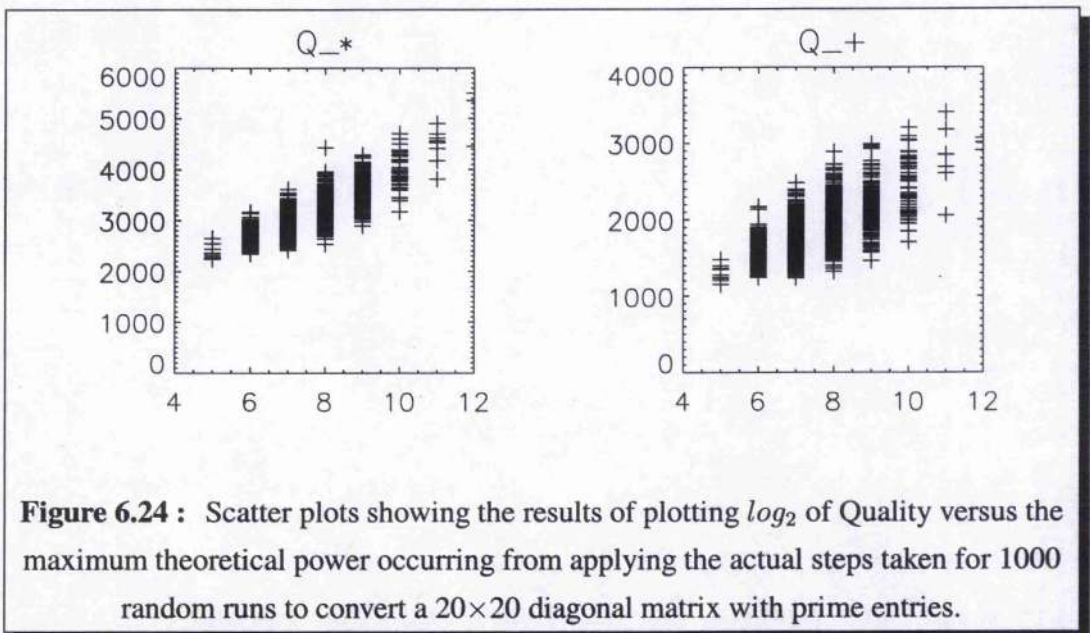 Q_*
Q_+
6000
5000
4000
3000
2000
1000
0
4 6 8 10 12
4000
3000
2000
1000
0
4 6 8 10 12
Figure 6.24 : Scatter plots showing the results of plotting log₂ of Quality versus the
maximum theoretical power occurring from applying the actual steps taken for 1000
random runs to convert a 20×20 diagonal matrix with prime entries.